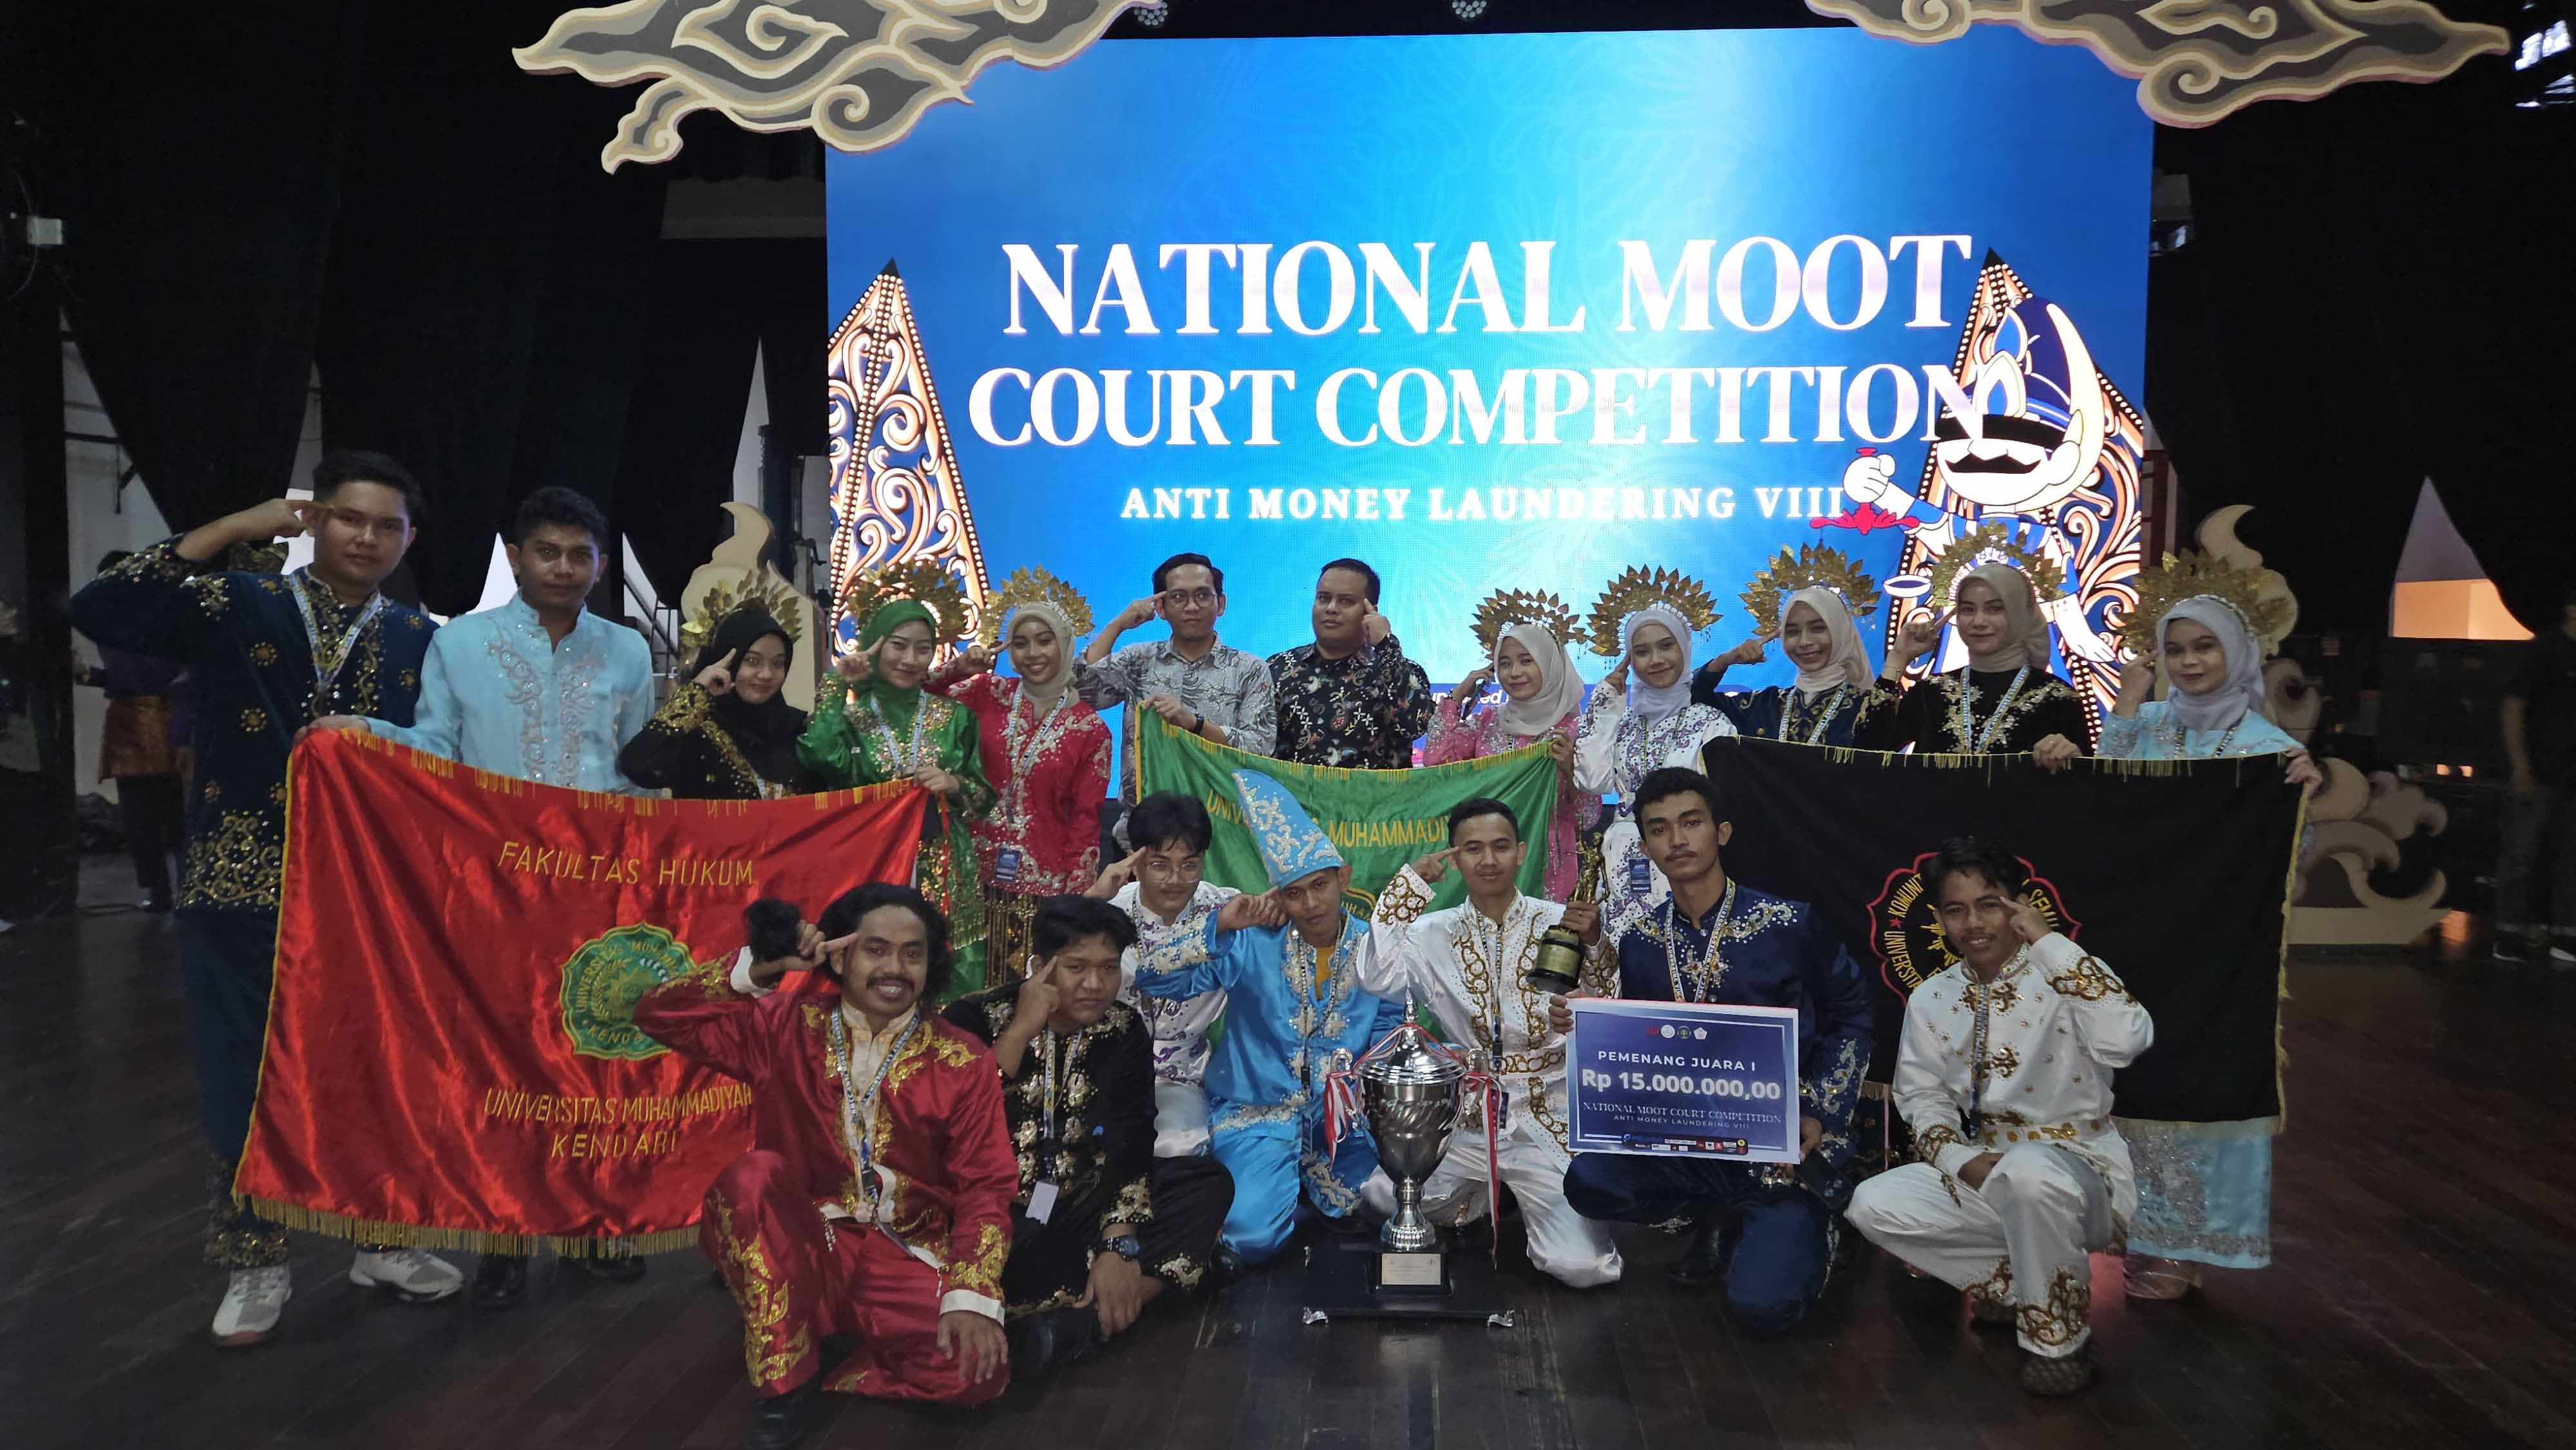 NATIONAL MOOT
COURT COMPETITION
ANTI MONEY LAUNDERING VIII
FAKULTAS HUKUM
UNIVERSITAS MUHAMMADIYAH
KENDARI
MUHAMMADIY
PEMENANG JUARA I
Rp 15.000.000,00
NATIONAL MOOT COURT COMPETITION
ANTI MONEY LAUNDERING VIII